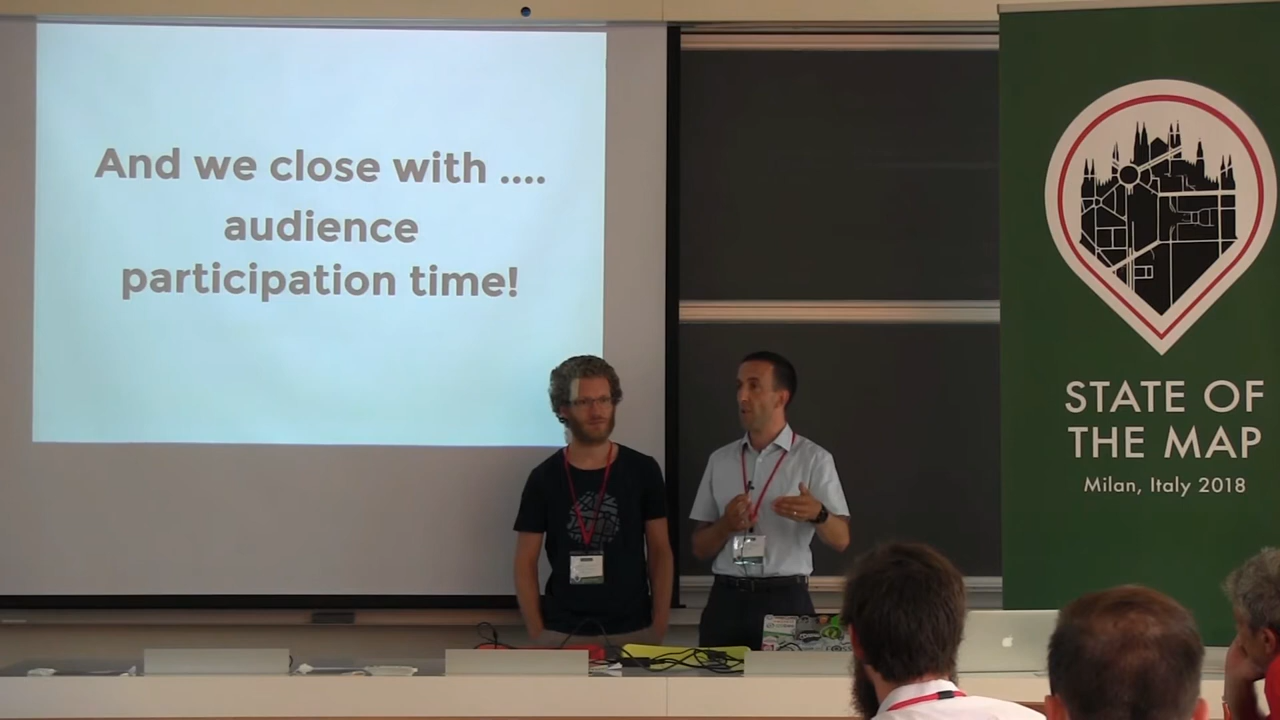 And we close with ....
audience
participation time!
STATE OF
THE MAP
Milan, Italy 2018